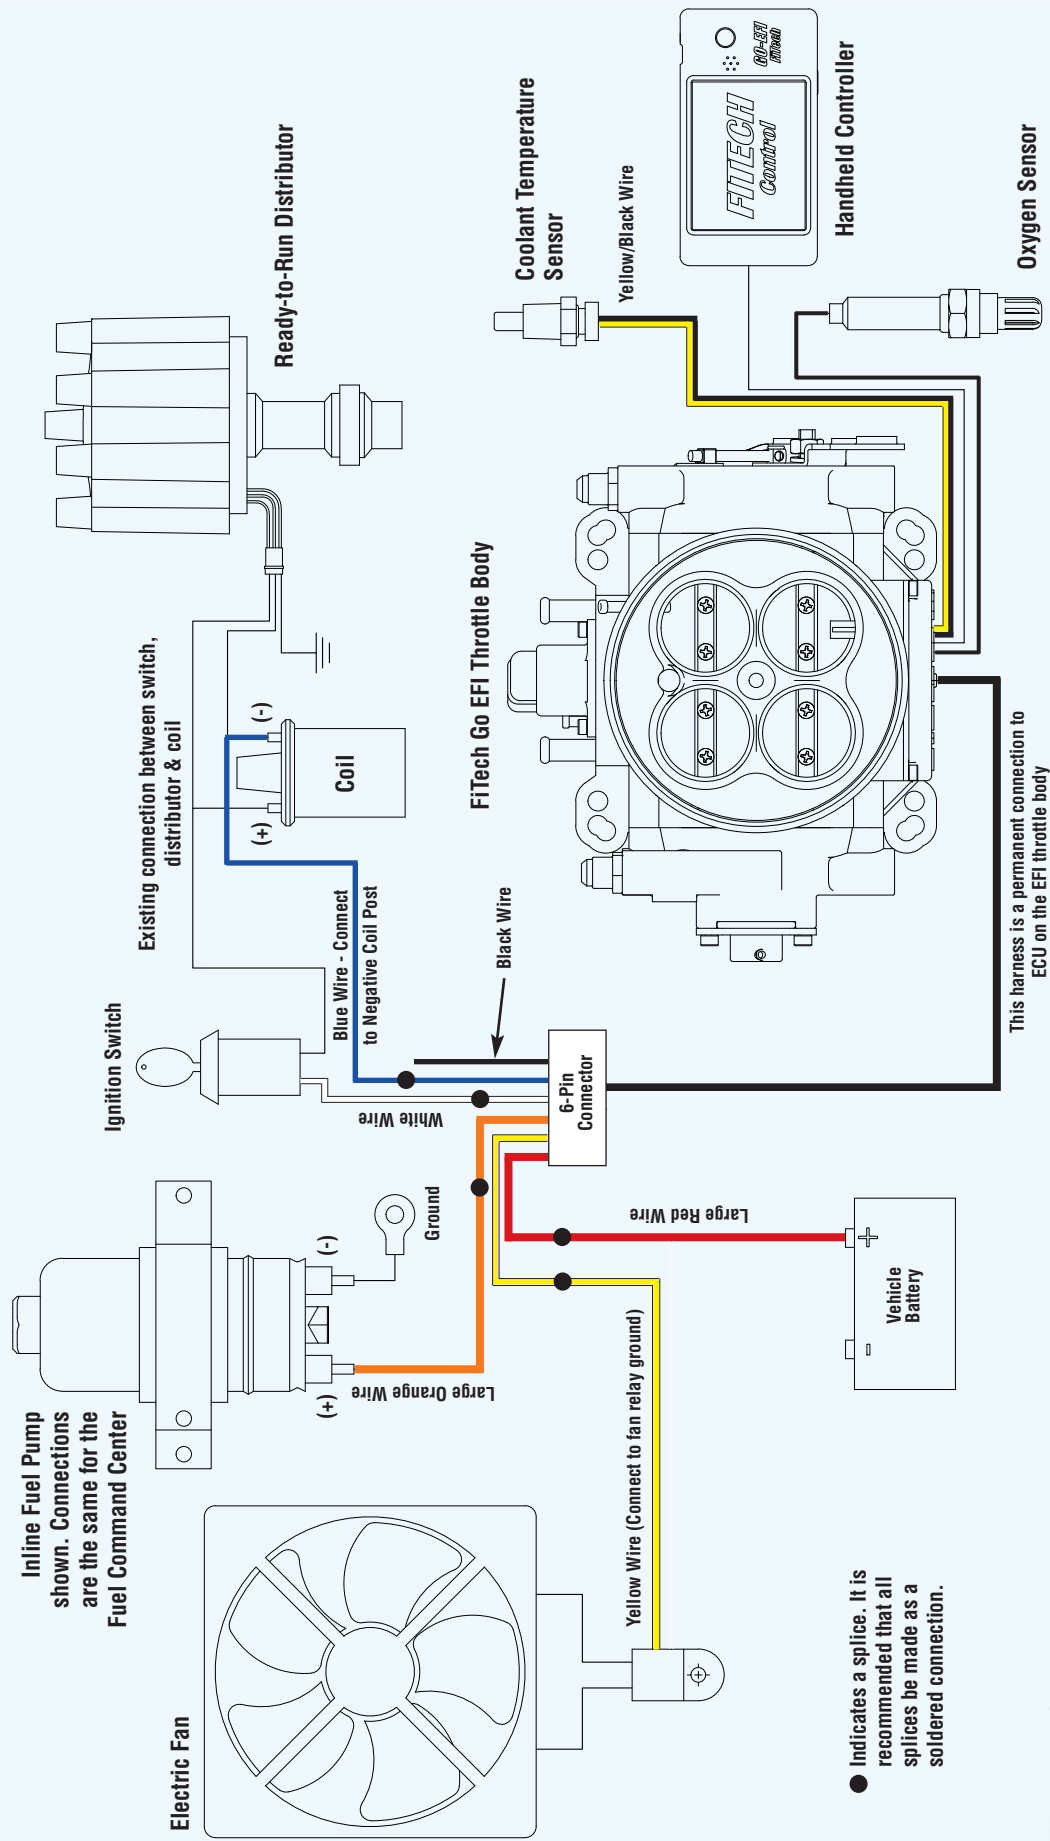 Inline Fuel Pump
shown. Connections
are the same for the
Fuel Command Center
Ignition Switch
Existing connection between switch,
distributor & coil
Ready-to-Run Distributor
(+)
(-)
Ground
(+)
(-)
Coil
Electric Fan
Large Orange Wire
White Wire
Blue Wire - Connect
to Negative Coil Post
Black Wire
FiTech Go EFI Throttle Body
Coolant Temperature
Sensor
Yellow/Black Wire
FITECH
Control
GO-EFI
FiTech
Handheld Controller
Yellow Wire (Connect to fan relay ground)
Large Red Wire
6-Pin
Connector
Vehicle
Battery
-
+
Oxygen Sensor
This harness is a permanent connection to
ECU on the EFI throttle body
Indicates a splice. It is
recommended that all
splices be made as a
soldered connection.